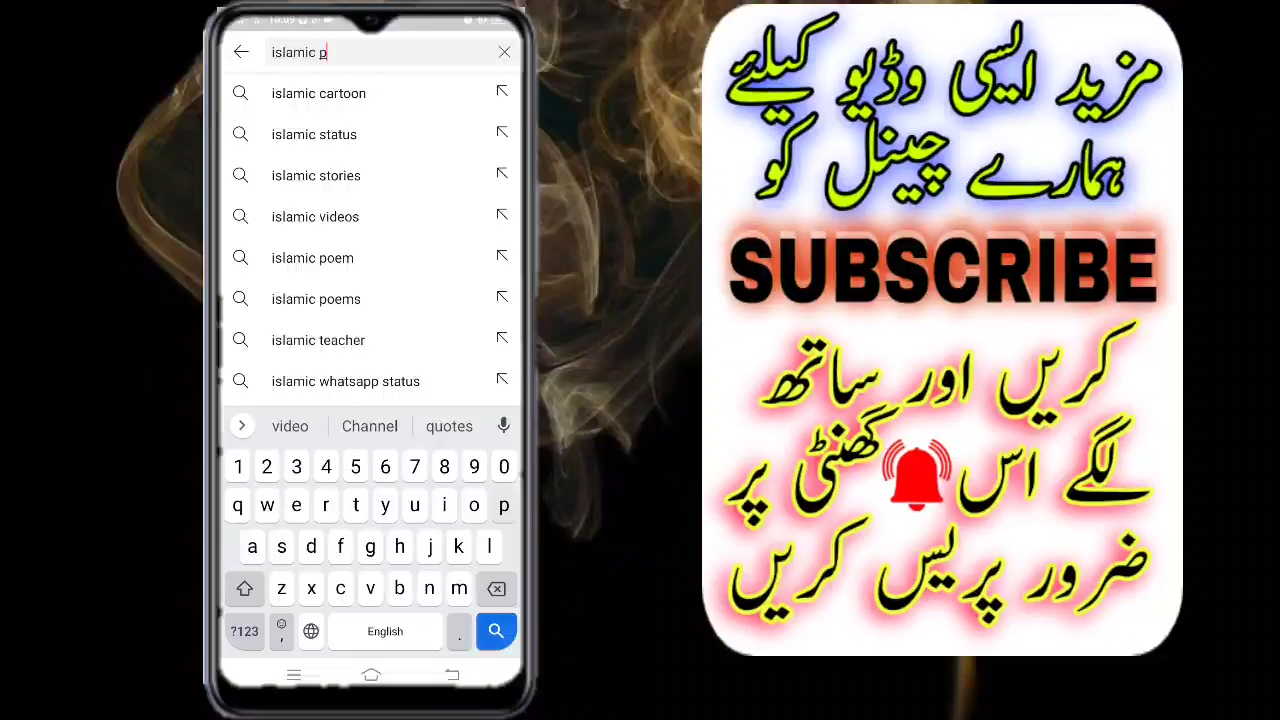 islamic p
islamic cartoon
islamic status
islamic stories
islamic videos
islamic poem
islamic poems
islamic teacher
islamic whatsapp status
video Channel quotes
1 2 3 4 5 6 7 8 9 0
q w e r t y u i o p
a s d f g h j k l
z x c v b n m
?123 , English .
مزید ایسی وڈیو کیلئے
ہمارے چینل کو
SUBSCRIBE
کریں اور ساتھ
لگے اس گھنٹی پر
ضرور پریس کریں